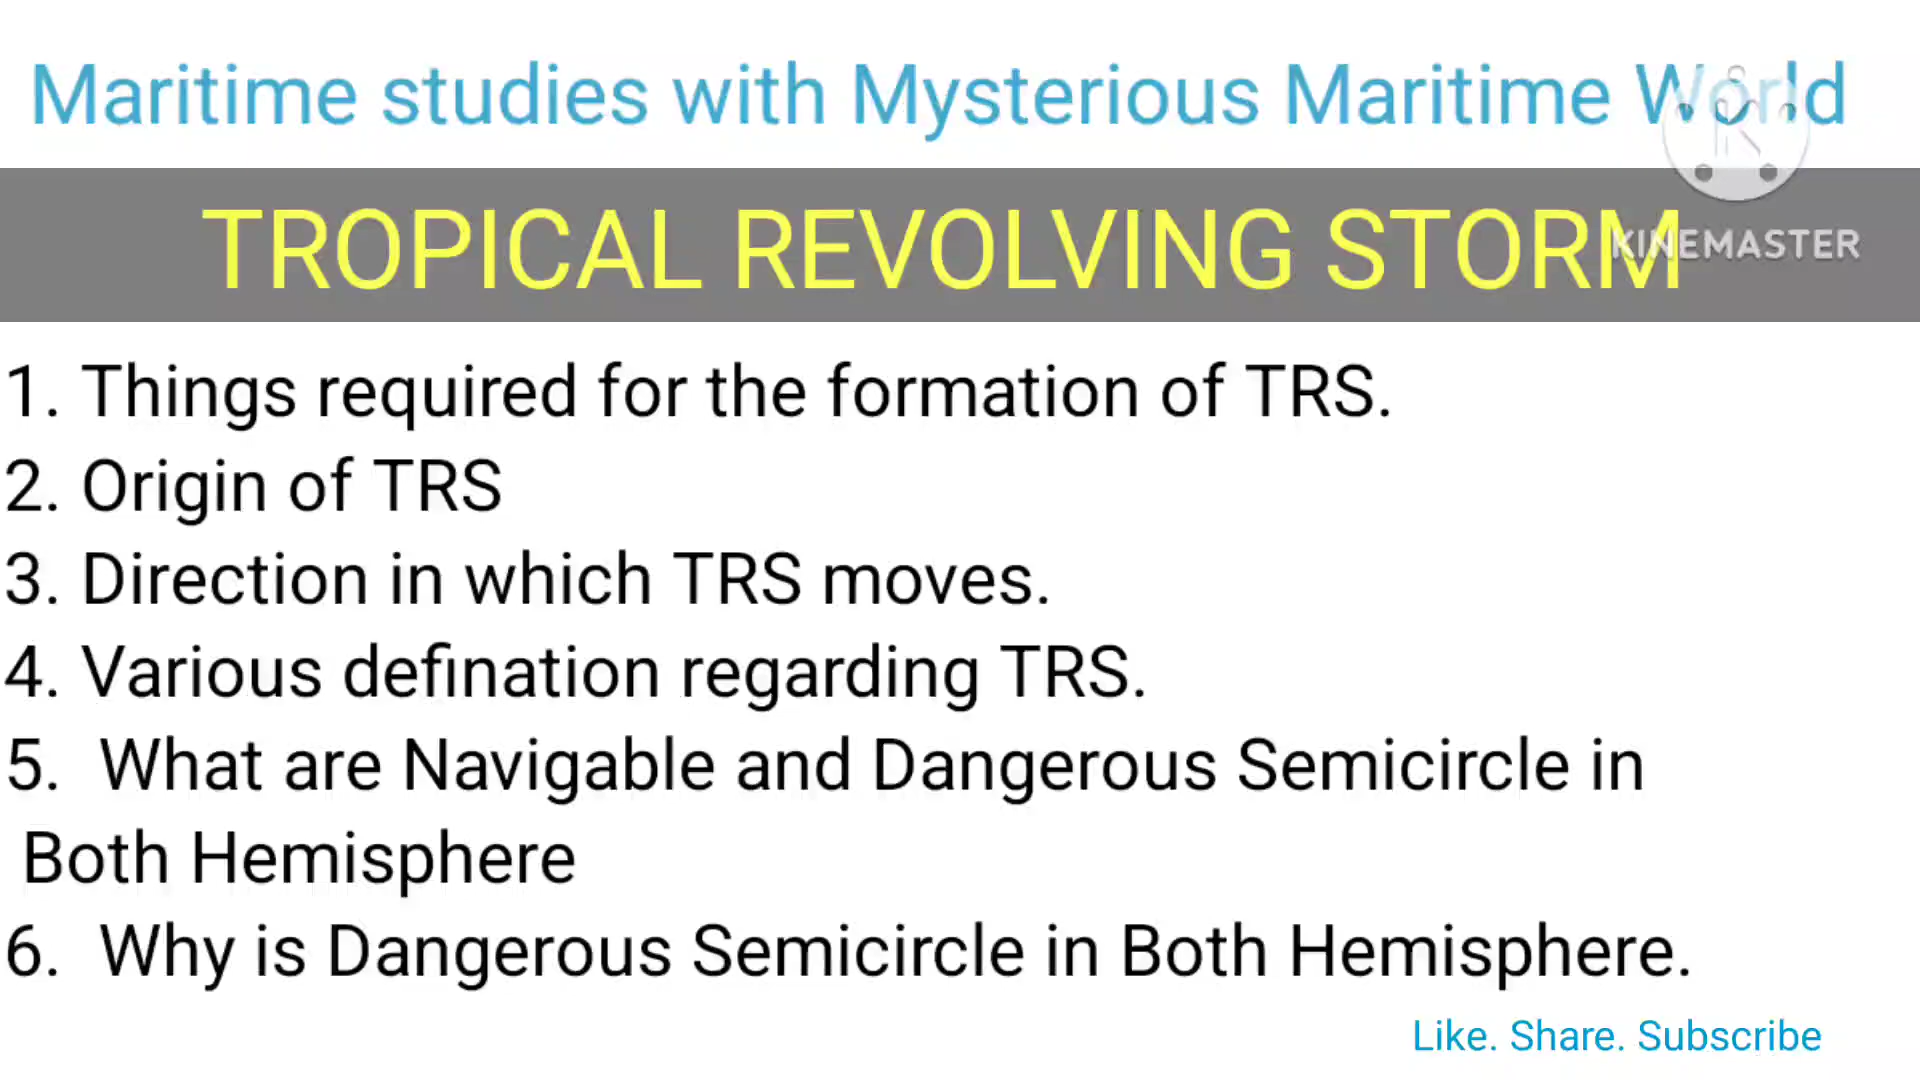 Maritime studies with Mysterious Maritime World
TROPICAL REVOLVING STORM
KINEMASTER
1. Things required for the formation of TRS.
2. Origin of TRS
3. Direction in which TRS moves.
4. Various defination regarding TRS.
5. What are Navigable and Dangerous Semicircle in
Both Hemisphere
6. Why is Dangerous Semicircle in Both Hemisphere.
Like. Share. Subscribe